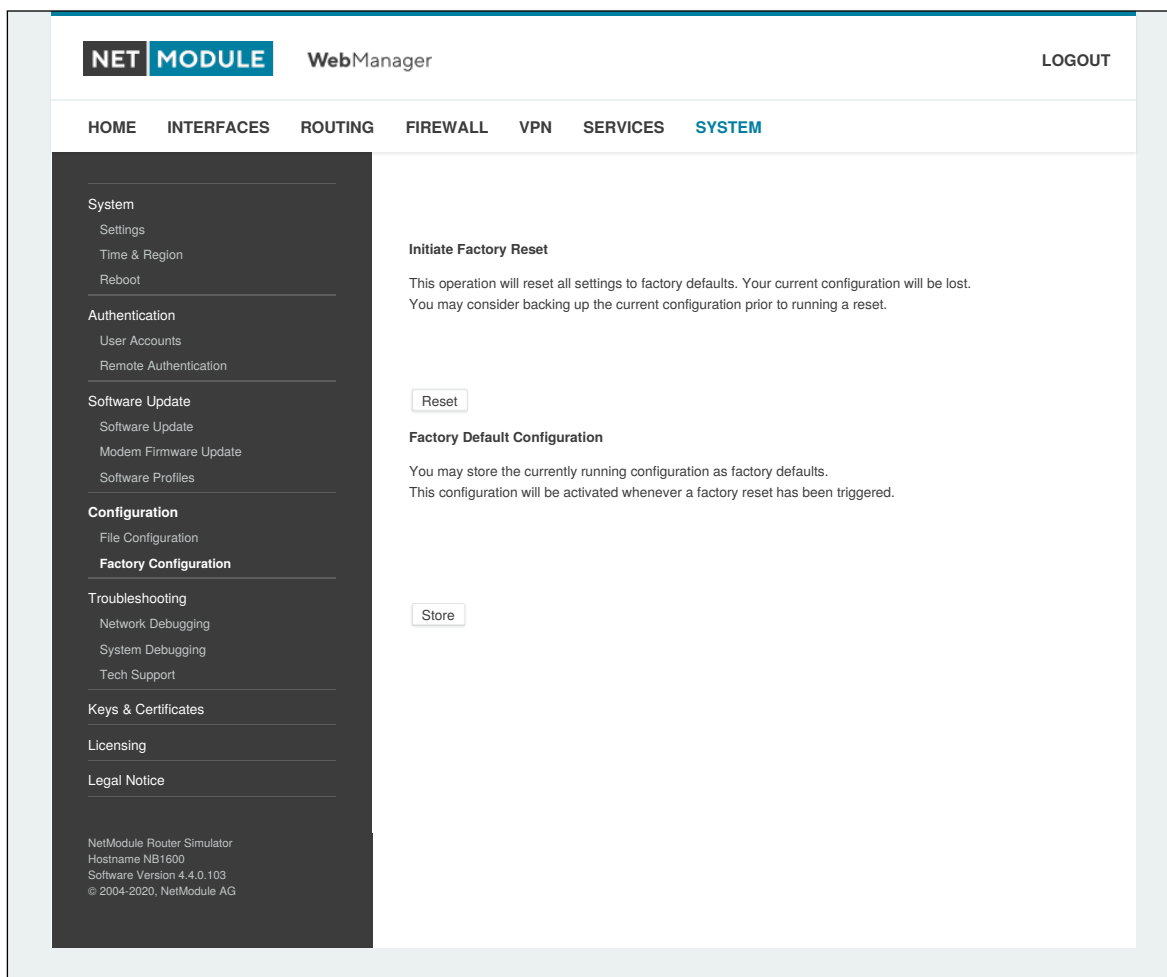 NET MODULE WebManager LOGOUT
HOME INTERFACES ROUTING FIREWALL VPN SERVICES SYSTEM
System
Settings
Time & Region
Reboot
Authentication
User Accounts
Remote Authentication
Software Update
Software Update
Modem Firmware Update
Software Profiles
Configuration
File Configuration
Factory Configuration
Troubleshooting
Network Debugging
System Debugging
Tech Support
Keys & Certificates
Licensing
Legal Notice
NetModule Router Simulator
Hostname NB1600
Software Version 4.4.0.103
© 2004-2020, NetModule AG
Initiate Factory Reset
This operation will reset all settings to factory defaults. Your current configuration will be lost.
You may consider backing up the current configuration prior to running a reset.
Reset
Factory Default Configuration
You may store the currently running configuration as factory defaults.
This configuration will be activated whenever a factory reset has been triggered.
Store